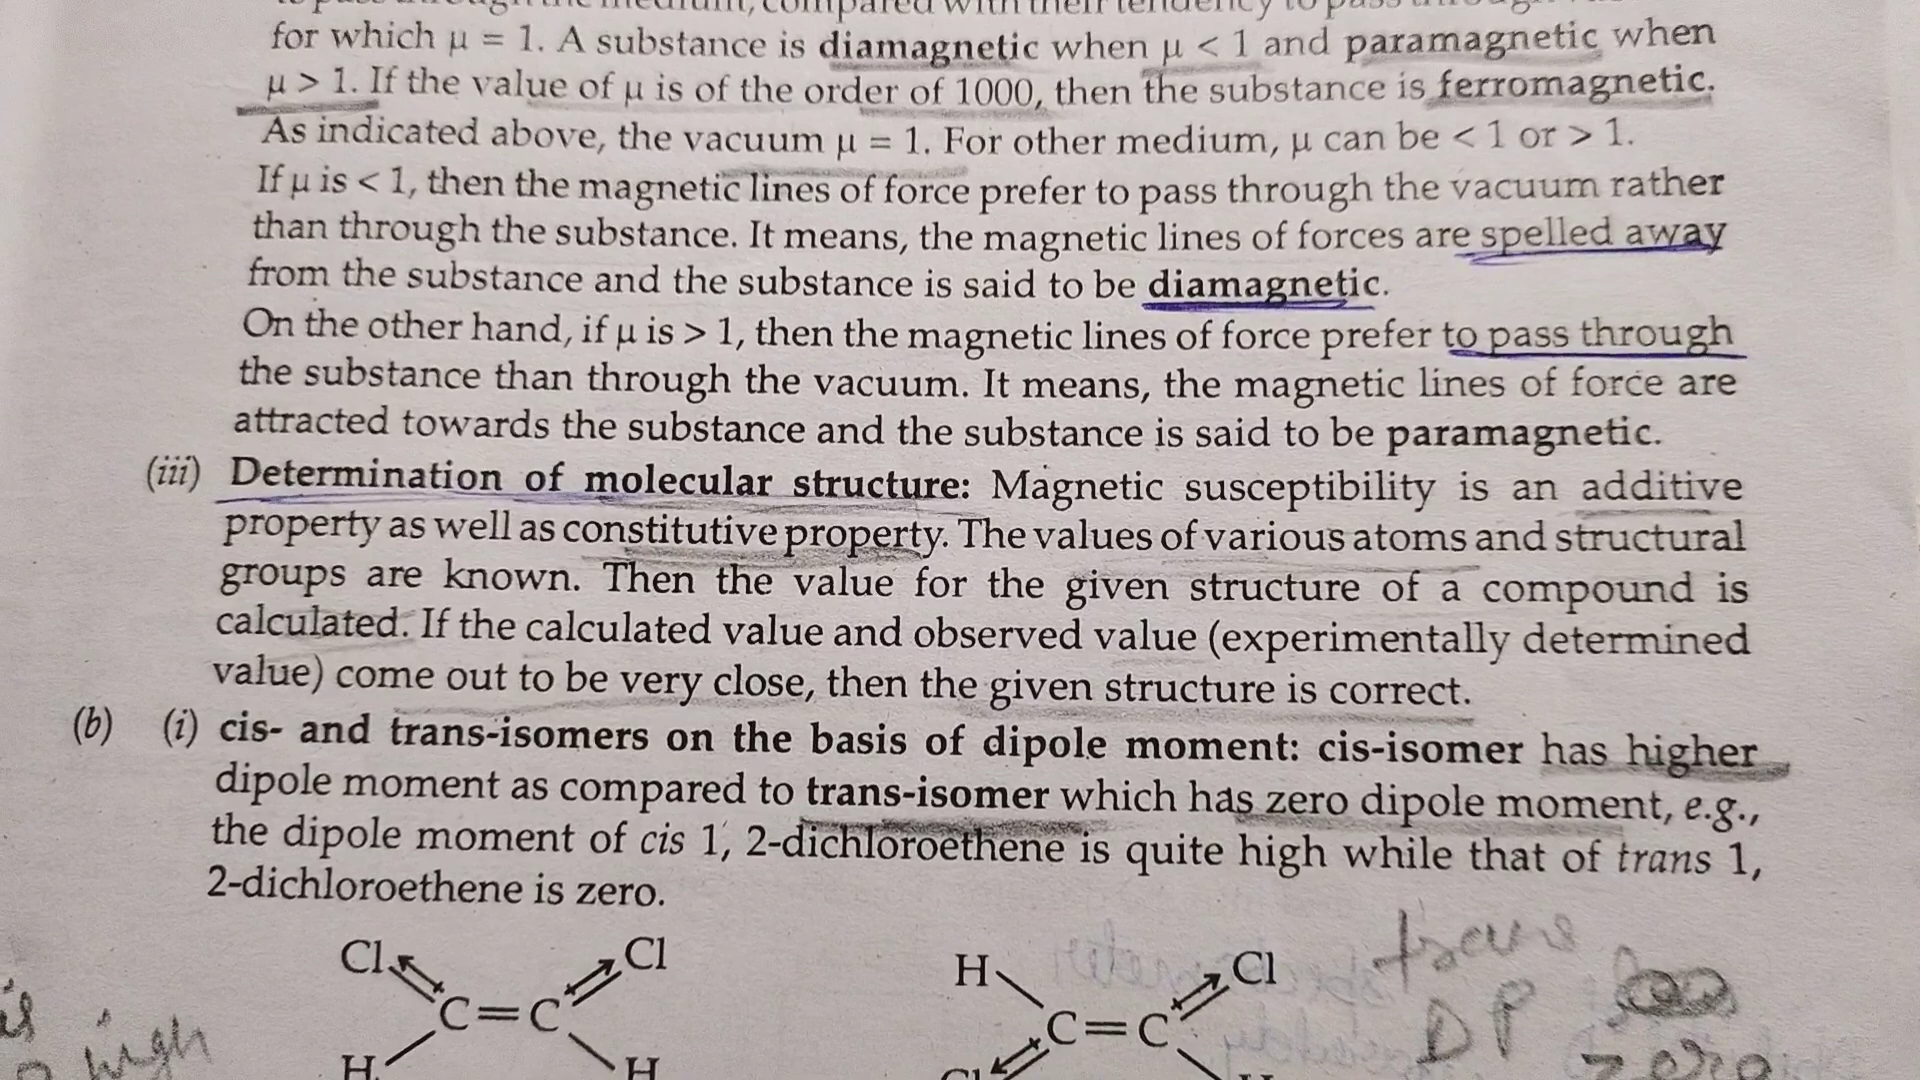 for which μ = 1. A substance is diamagnetic when μ < 1 and paramagnetic when
μ > 1. If the value of μ is of the order of 1000, then the substance is ferromagnetic.
As indicated above, the vacuum μ = 1. For other medium, μ can be < 1 or > 1.
If μ is < 1, then the magnetic lines of force prefer to pass through the vacuum rather
than through the substance. It means, the magnetic lines of forces are spelled away
from the substance and the substance is said to be diamagnetic.
On the other hand, if μ is > 1, then the magnetic lines of force prefer to pass through
the substance than through the vacuum. It means, the magnetic lines of force are
attracted towards the substance and the substance is said to be paramagnetic.
(iii) Determination of molecular structure: Magnetic susceptibility is an additive
property as well as constitutive property. The values of various atoms and structural
groups are known. Then the value for the given structure of a compound is
calculated. If the calculated value and observed value (experimentally determined
value) come out to be very close, then the given structure is correct.
(b) (i) cis- and trans-isomers on the basis of dipole moment: cis-isomer has higher
dipole moment as compared to trans-isomer which has zero dipole moment, e.g.,
the dipole moment of cis 1, 2-dichloroethene is quite high while that of trans 1,
2-dichloroethene is zero.
Cl Cl H Cl trans
C=C C=C DP
high H H Cl zero